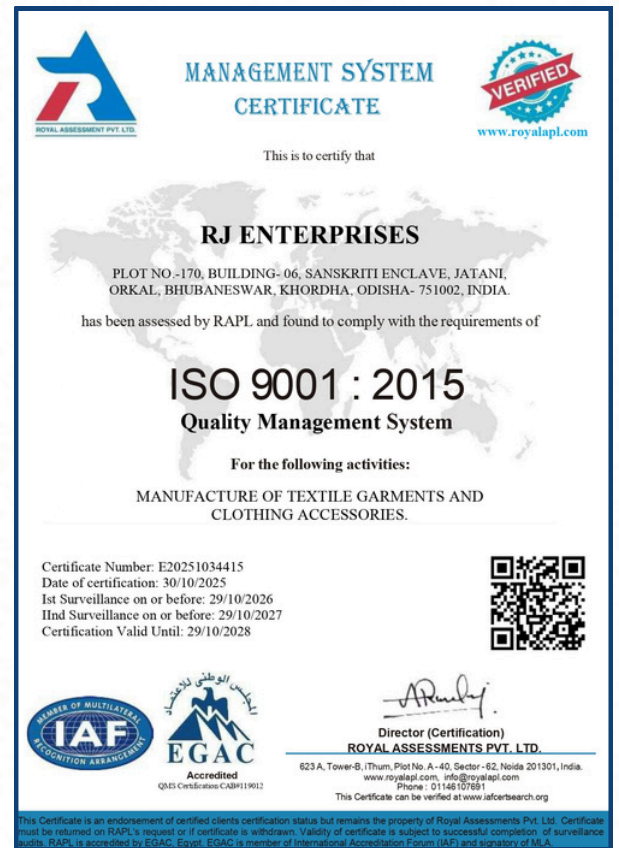 ROYAL ASSESSMENT PVT. LTD.
MANAGEMENT SYSTEM
CERTIFICATE
VERIFIED
www.royalapl.com
This is to certify that
RJ ENTERPRISES
PLOT NO.-170, BUILDING- 06, SANSKRITI ENCLAVE, JATANI,
ORKAL, BHUBANESWAR, KHORDHA, ODISHA- 751002, INDIA.
has been assessed by RAPL and found to comply with the requirements of
ISO 9001 : 2015
Quality Management System
For the following activities:
MANUFACTURE OF TEXTILE GARMENTS AND
CLOTHING ACCESSORIES.
Certificate Number: E20251034415
Date of certification: 30/10/2025
Ist Surveillance on or before: 29/10/2026
IInd Surveillance on or before: 29/10/2027
Certification Valid Until: 29/10/2028
MEMBER OF MULTILATERAL
IAF
RECOGNITION ARRANGEMENT
المجلس الوطني للاعتماد
EGAC
Accredited
QMS Certification CAB#119012
Director (Certification)
ROYAL ASSESSMENTS PVT. LTD.
623 A, Tower-B, iThum, Plot No. A -40, Sector -62, Noida 201301, India.
www.royalapl.com, info@royalapl.com
Phone : 01146107691
This Certificate can be verified at www.iafcertsearch.org
This Certificate is an endorsement of certified clients certification status but remains the property of Royal Assessments Pvt. Ltd. Certificate
must be returned on RAPL's request or if certificate is withdrawn. Validity of certificate is subject to successful completion of surveillance
audits. RAPL is accredited by EGAC, Egypt. EGAC is member of International Accreditation Forum (IAF) and signatory of MLA.